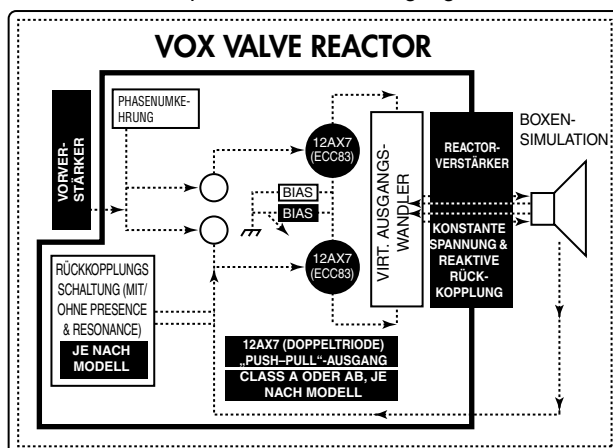 VOX VALVE REACTOR
PHASENUMKE-
HRUNG
VORVER-
STÄRKER
12AX7
(ECC83)
BIAS
BIAS
12AX7
(ECC83)
VIRT. AUSGANGS-
WANDLER
REACTOR-
VERSTÄRKER
KONSTANTE
SPANNUNG &
REAKTIVE
RÜCK-
KOPPLUNG
BOXEN-
SIMULATION
RÜCKKOPPLUNGS
SCHALTUNG (MIT/
OHNE PRESENCE
& RESONANCE)
JE NACH
MODELL
12AX7 (DOPPELTRIODE)
„PUSH–PULL“-AUSGANG
CLASS A ODER AB, JE
NACH MODELL